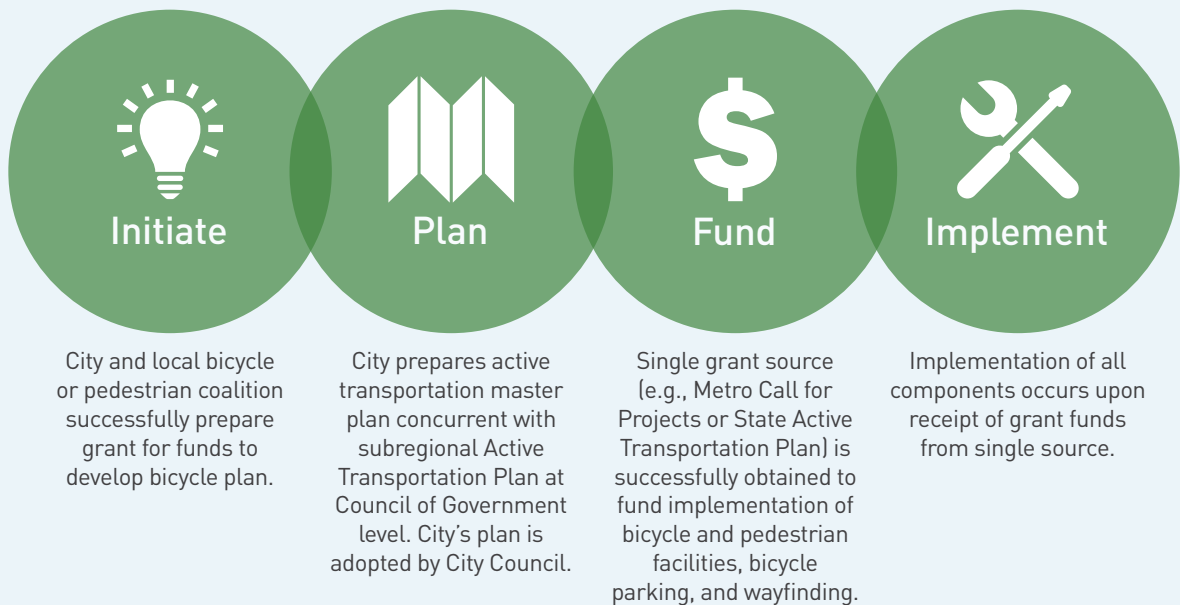 Initiate
City and local bicycle
or pedestrian coalition
successfully prepare
grant for funds to
develop bicycle plan.
Plan
City prepares active
transportation master
plan concurrent with
subregional Active
Transportation Plan at
Council of Government
level. City’s plan is
adopted by City Council.
Fund
Single grant source
(e.g., Metro Call for
Projects or State Active
Transportation Plan) is
successfully obtained to
fund implementation of
bicycle and pedestrian
facilities, bicycle
parking, and wayfinding.
Implement
Implementation of all
components occurs upon
receipt of grant funds
from single source.